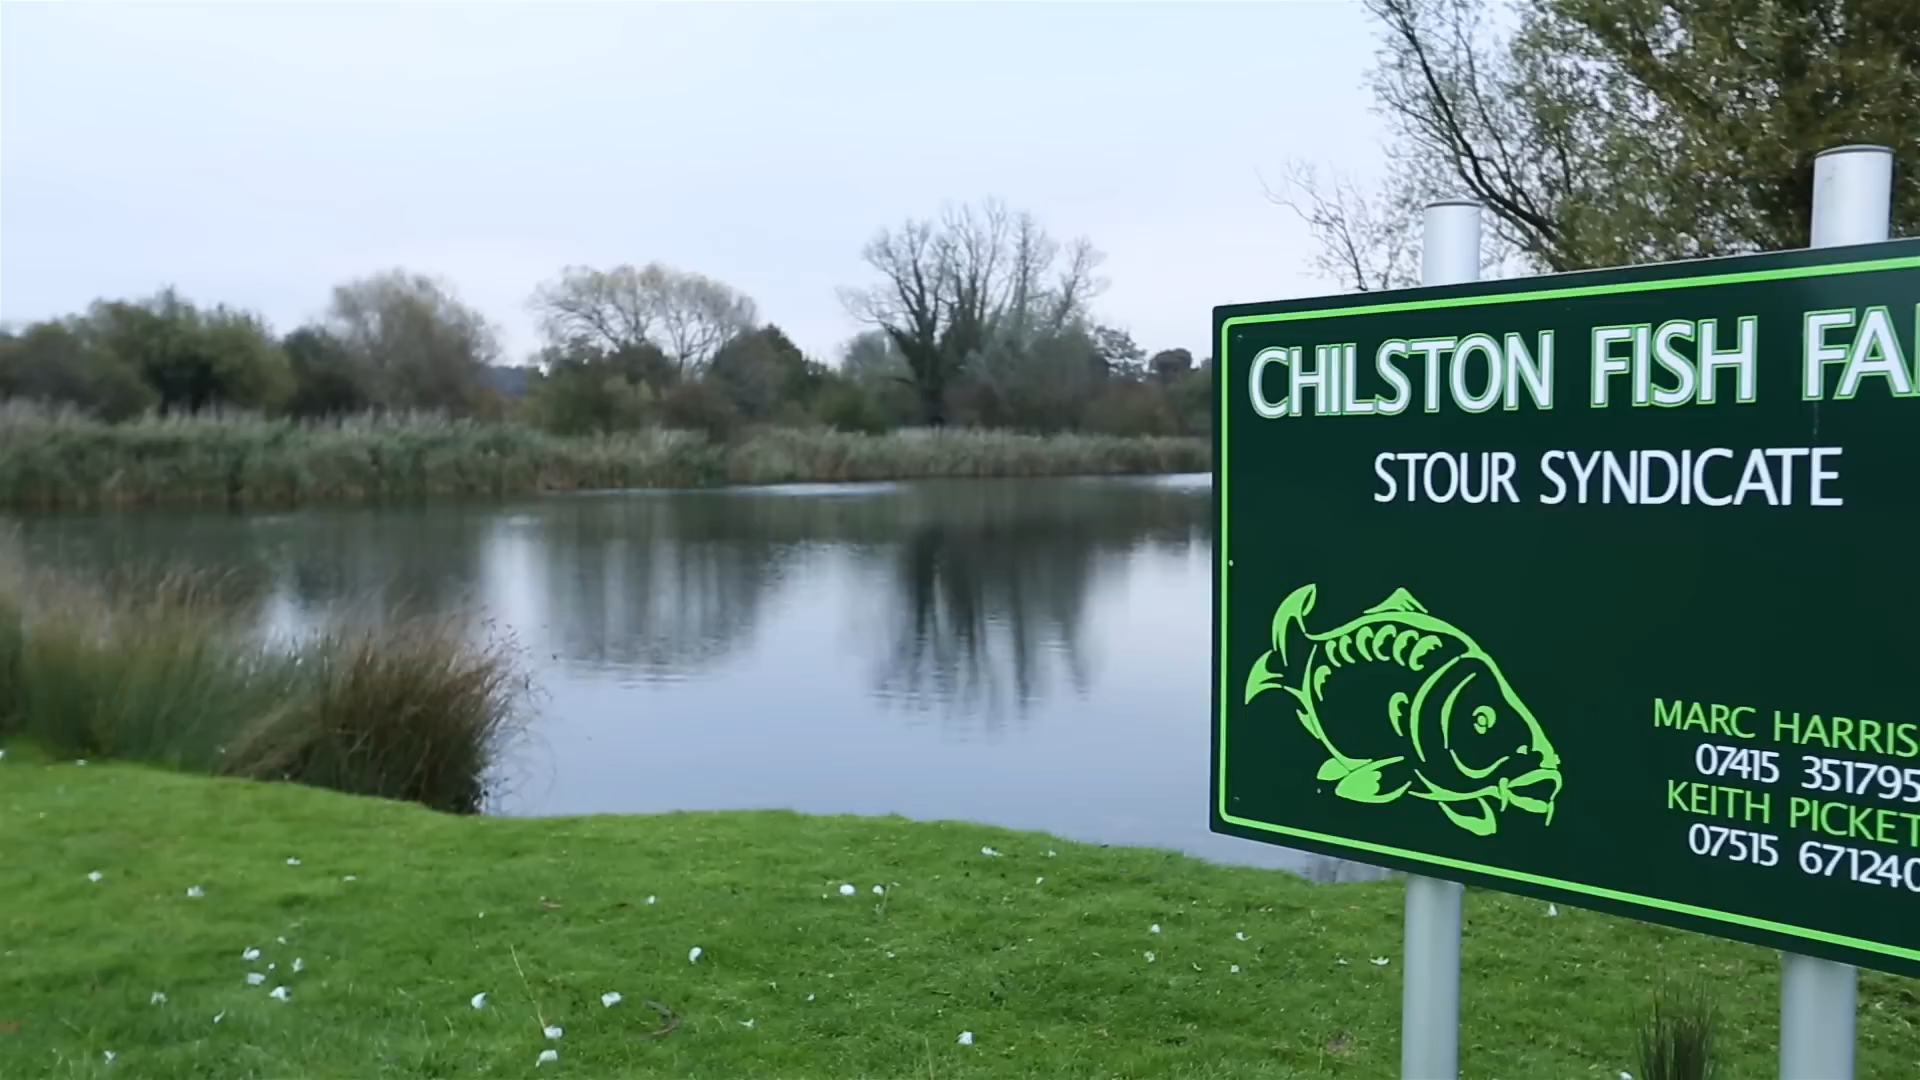 CHILSTON FISH FA
STOUR SYNDICATE
MARC HARRIS
07415 351795
KEITH PICKET
07515 671240